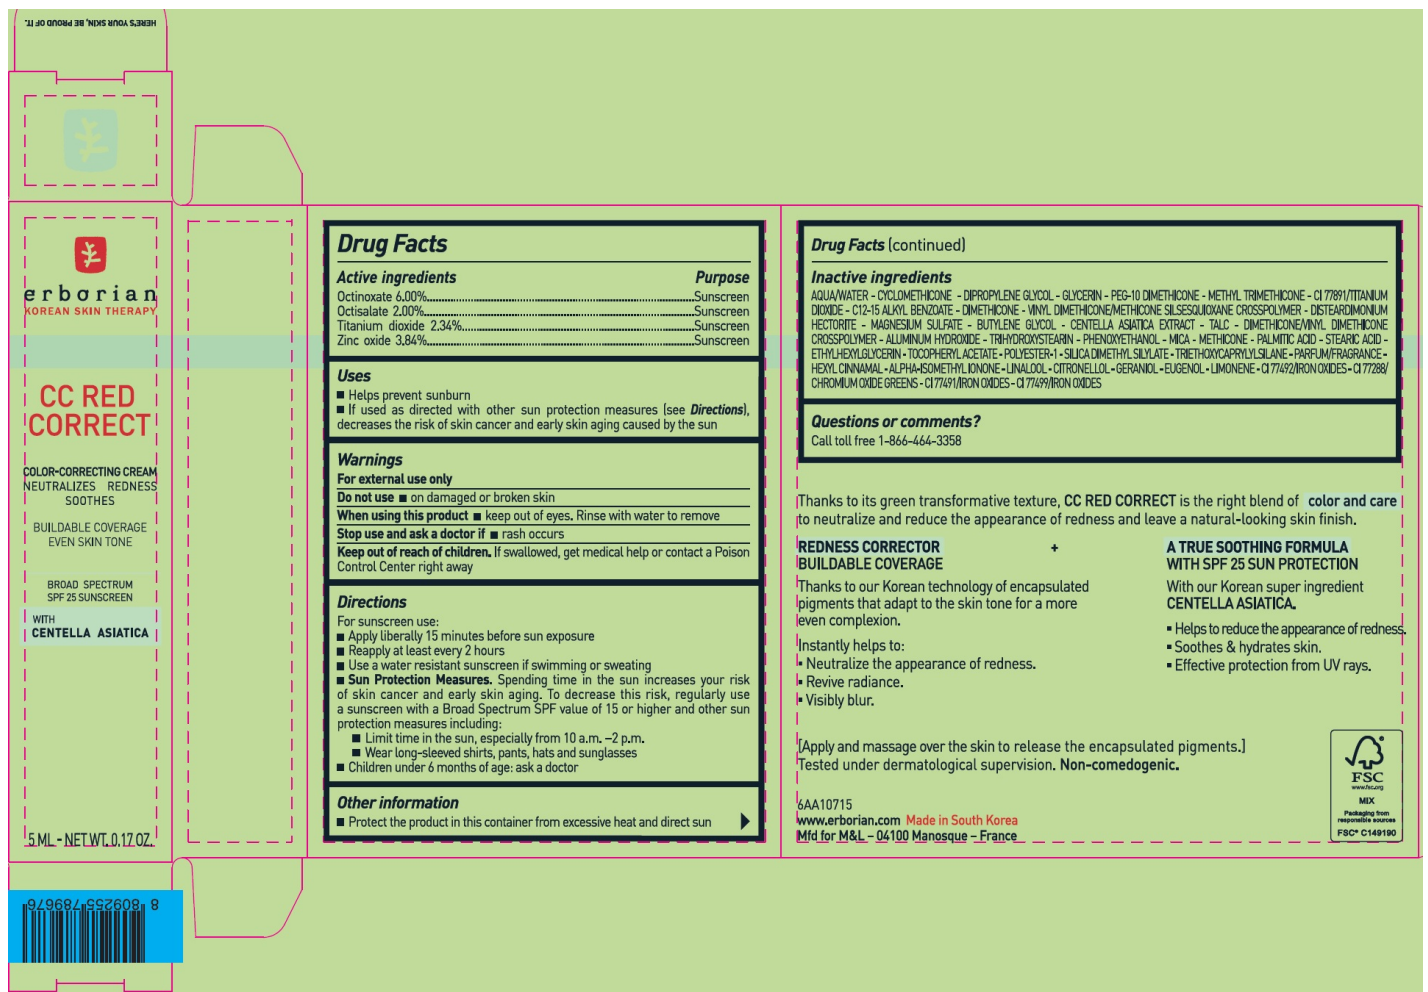 HERE'S YOUR SKIN, BE PROUD OF IT.
erborian
KOREAN SKIN THERAPY
CC RED
CORRECT
COLOR-CORRECTING CREAM
NEUTRALIZES REDNESS
SOOTHES
BUILDABLE COVERAGE
EVEN SKIN TONE
BROAD SPECTRUM
SPF 25 SUNSCREEN
WITH
CENTELLA ASIATICA
5 ML - NET WT. 0.17 OZ.
8 809255 789676
Drug Facts
Active ingredients Purpose
Octinoxate 6.00%...Sunscreen
Octisalate 2.00%...Sunscreen
Titanium dioxide 2.34%...Sunscreen
Zinc oxide 3.84%...Sunscreen
Uses
■ Helps prevent sunburn
■ If used as directed with other sun protection measures (see Directions),
decreases the risk of skin cancer and early skin aging caused by the sun
Warnings
For external use only
Do not use ■ on damaged or broken skin
When using this product ■ keep out of eyes. Rinse with water to remove
Stop use and ask a doctor if ■ rash occurs
Keep out of reach of children. If swallowed, get medical help or contact a Poison
Control Center right away
Directions
For sunscreen use:
■ Apply liberally 15 minutes before sun exposure
■ Reapply at least every 2 hours
■ Use a water resistant sunscreen if swimming or sweating
■ Sun Protection Measures. Spending time in the sun increases your risk
of skin cancer and early skin aging. To decrease this risk, regularly use
a sunscreen with a Broad Spectrum SPF value of 15 or higher and other sun
protection measures including:
■ Limit time in the sun, especially from 10 a.m. –2 p.m.
■ Wear long-sleeved shirts, pants, hats and sunglasses
■ Children under 6 months of age: ask a doctor
Other information
■ Protect the product in this container from excessive heat and direct sun
Drug Facts (continued)
Inactive ingredients
AQUA/WATER - CYCLOMETHICONE - DIPROPYLENE GLYCOL - GLYCERIN - PEG-10 DIMETHICONE - METHYL TRIMETHICONE - CI 77891/TITANIUM
DIOXIDE - C12-15 ALKYL BENZOATE - DIMETHICONE - VINYL DIMETHICONE/METHICONE SILSESQUIOXANE CROSSPOLYMER - DISTEARDIMONIUM
HECTORITE - MAGNESIUM SULFATE - BUTYLENE GLYCOL - CENTELLA ASIATICA EXTRACT - TALC - DIMETHICONE/VINYL DIMETHICONE
CROSSPOLYMER - ALUMINUM HYDROXIDE - TRIHYDROXYSTEARIN - PHENOXYETHANOL - MICA - METHICONE - PALMITIC ACID - STEARIC ACID -
ETHYLHEXYLGLYCERIN - TOCOPHERYL ACETATE - POLYESTER-1 - SILICA DIMETHYL SILYLATE - TRIETHOXYCAPRYLYLSILANE - PARFUM/FRAGRANCE -
HEXYL CINNAMAL - ALPHA-ISOMETHYL IONONE - LINALOOL - CITRONELLOL - GERANIOL - EUGENOL - LIMONENE - CI 77492/IRON OXIDES - CI 77288/
CHROMIUM OXIDE GREENS - CI 77491/IRON OXIDES - CI 77499/IRON OXIDES
Questions or comments?
Call toll free 1-866-464-3358
Thanks to its green transformative texture, CC RED CORRECT is the right blend of color and care
to neutralize and reduce the appearance of redness and leave a natural-looking skin finish.
REDNESS CORRECTOR
BUILDABLE COVERAGE
Thanks to our Korean technology of encapsulated
pigments that adapt to the skin tone for a more
even complexion.
Instantly helps to:
▪ Neutralize the appearance of redness.
▪ Revive radiance.
▪ Visibly blur.
+
A TRUE SOOTHING FORMULA
WITH SPF 25 SUN PROTECTION
With our Korean super ingredient
CENTELLA ASIATICA.
▪ Helps to reduce the appearance of redness.
▪ Soothes & hydrates skin.
▪ Effective protection from UV rays.
[Apply and massage over the skin to release the encapsulated pigments.]
Tested under dermatological supervision. Non-comedogenic.
6AA10715
www.erborian.com Made in South Korea
Mfd for M&L – 04100 Manosque – France
FSC
www.fsc.org
MIX
Packaging from
responsible sources
FSC® C149190